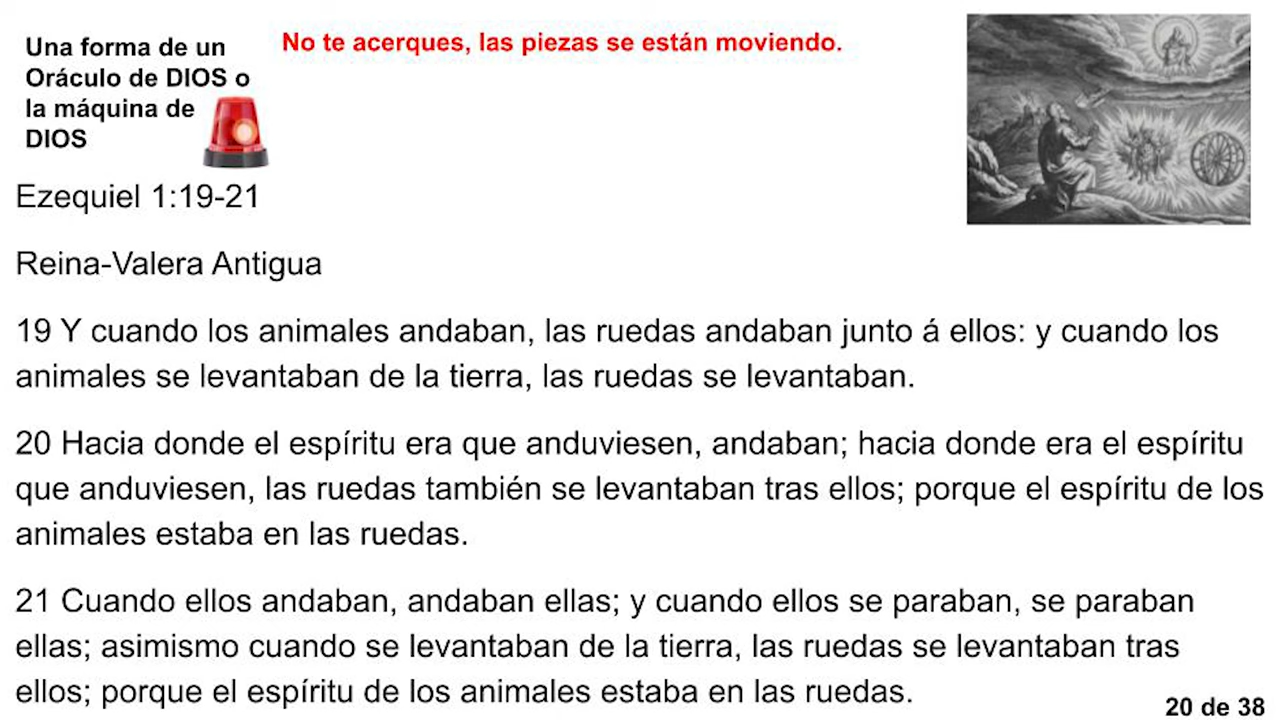 Una forma de un
Oráculo de DIOS o
la máquina de
DIOS
No te acerques, las piezas se están moviendo.
Ezequiel 1:19-21
Reina-Valera Antigua
19 Y cuando los animales andaban, las ruedas andaban junto á ellos: y cuando los
animales se levantaban de la tierra, las ruedas se levantaban.
20 Hacia donde el espíritu era que anduviesen, andaban; hacia donde era el espíritu
que anduviesen, las ruedas también se levantaban tras ellos; porque el espíritu de los
animales estaba en las ruedas.
21 Cuando ellos andaban, andaban ellas; y cuando ellos se paraban, se paraban
ellas; asimismo cuando se levantaban de la tierra, las ruedas se levantaban tras
ellos; porque el espíritu de los animales estaba en las ruedas.
20 de 38